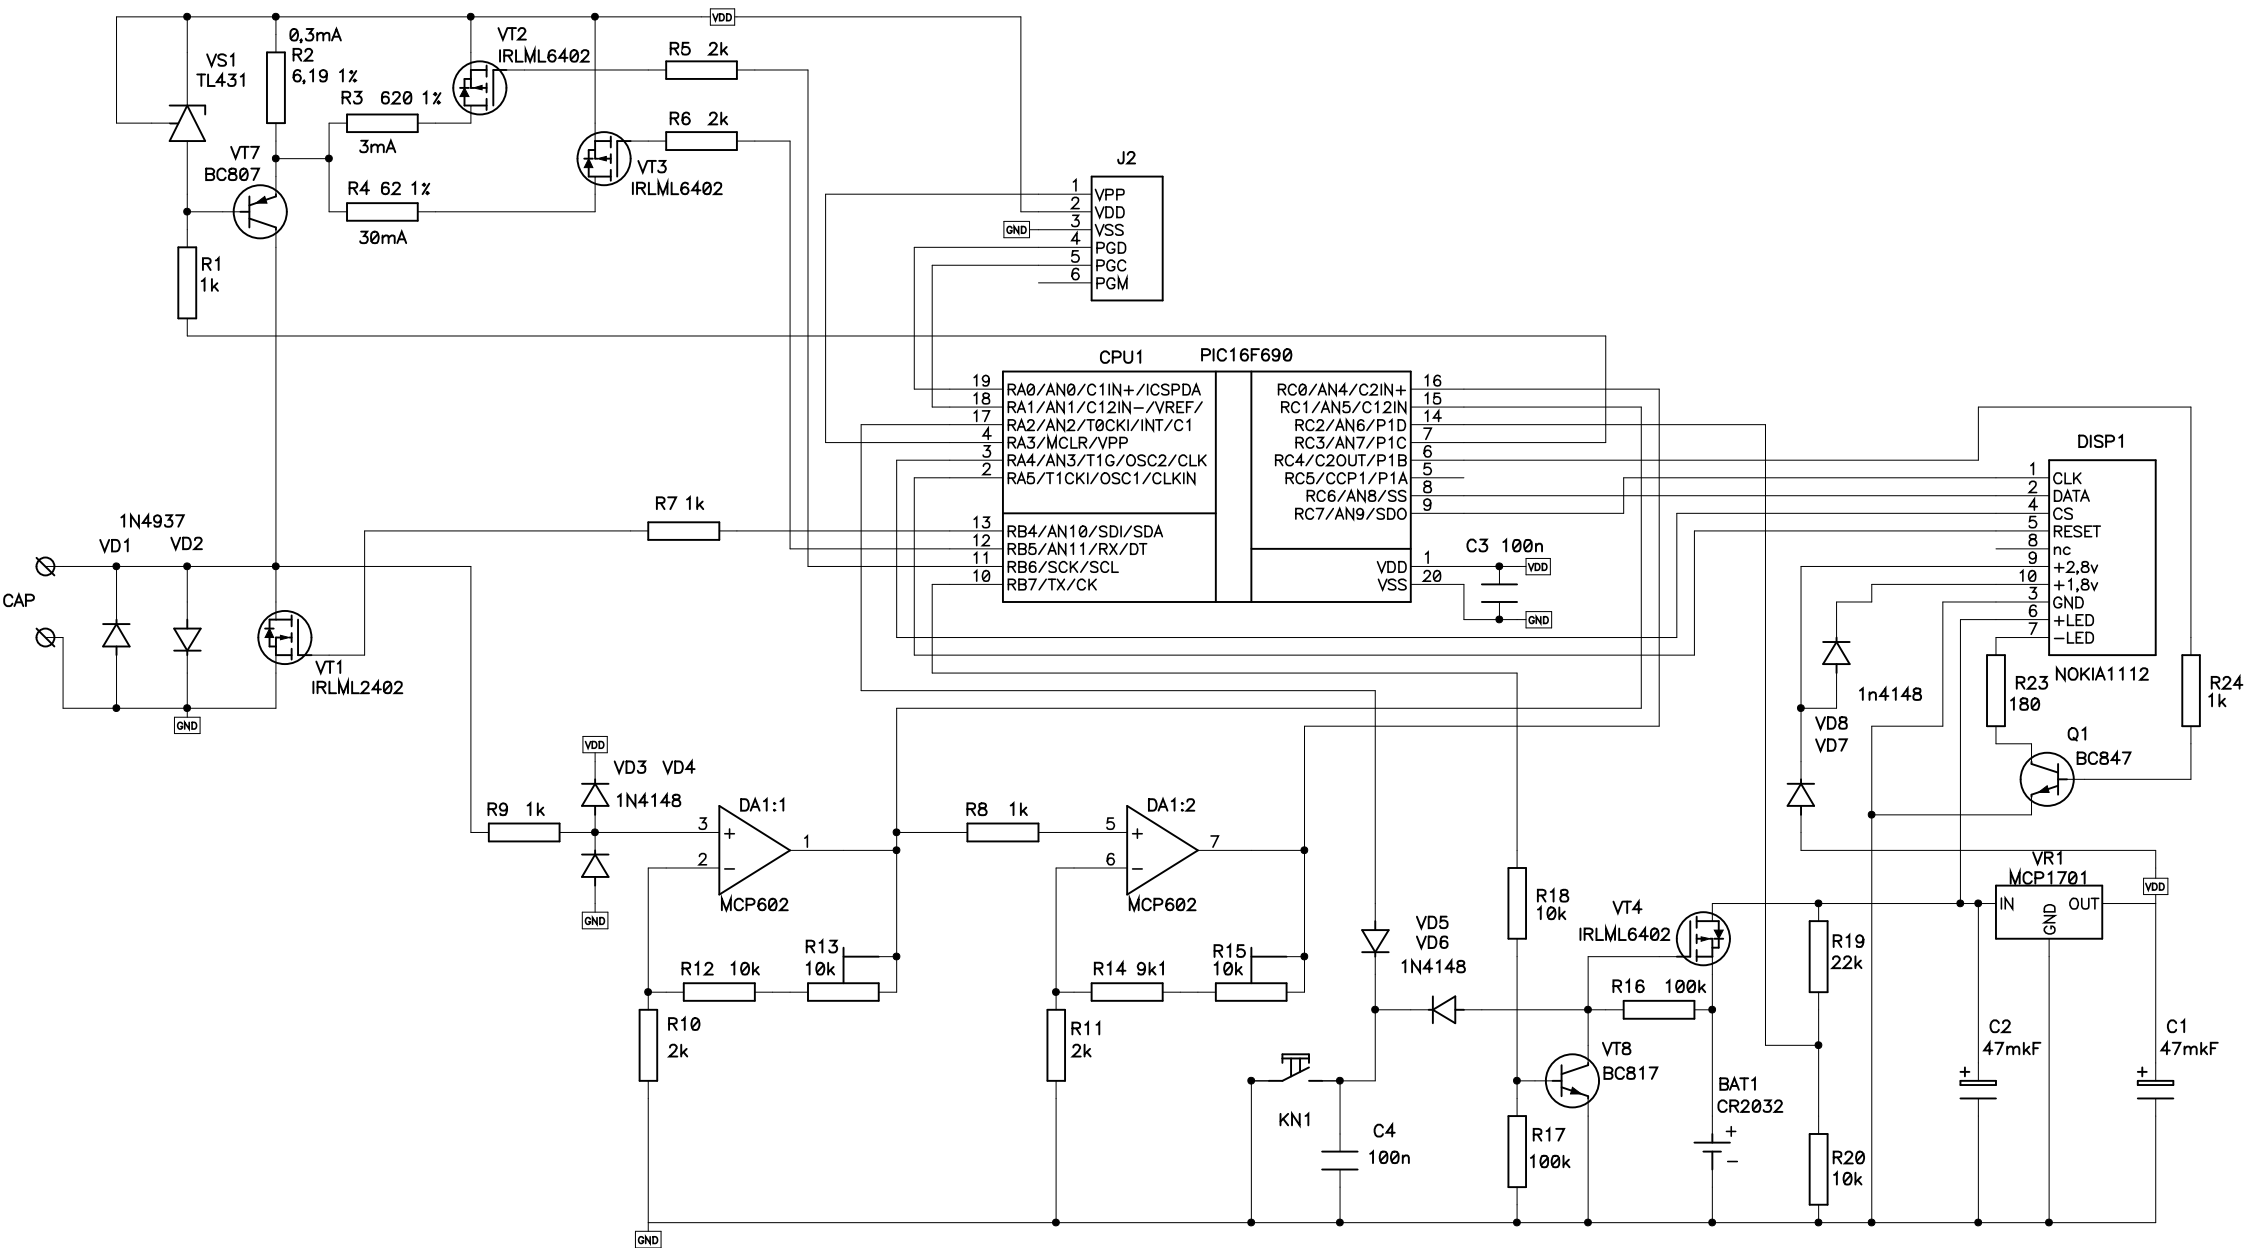 VDD
0,3mA
R2
6,19 1%
VS1
TL431
VT2
IRLML6402
R5 2k
R3 620 1%
3mA
R6 2k
VT7
BC807
VT3
IRLML6402
R4 62 1%
30mA
R1
1k
J2
1 VPP
2 VDD
GND 3 VSS
4 PGD
5 PGC
6 PGM
CPU1 PIC16F690
19 RA0/AN0/C1IN+/ICSPDA
18 RA1/AN1/C12IN-/VREF/
17 RA2/AN2/T0CKI/INT/C1
4 RA3/MCLR/VPP
3 RA4/AN3/T1G/OSC2/CLK
2 RA5/T1CKI/OSC1/CLKIN
13 RB4/AN10/SDI/SDA
12 RB5/AN11/RX/DT
11 RB6/SCK/SCL
10 RB7/TX/CK
RC0/AN4/C2IN+ 16
RC1/AN5/C12IN 15
RC2/AN6/P1D 14
RC3/AN7/P1C 7
RC4/C2OUT/P1B 6
RC5/CCP1/P1A 5
RC6/AN8/SS 8
RC7/AN9/SDO 9
VDD 1
VSS 20
C3 100n
VDD
GND
DISP1
1 CLK
2 DATA
4 CS
5 RESET
8 nc
9 +2,8v
10 +1,8v
3 GND
6 +LED
7 -LED
NOKIA1112
R7 1k
1N4937
VD1 VD2
CAP
VT1
IRLML2402
GND
R23
180
R24
1k
1n4148
VD8
VD7
Q1
BC847
VDD
VD3 VD4
1N4148
R9 1k
GND
DA1:1
3 +
2 -
1
MCP602
R8 1k
DA1:2
5 +
6 -
7
MCP602
R13
10k
R12 10k
R10
2k
R15
10k
R14 9k1
R11
2k
VD5
VD6
1N4148
R18
10k
VT4
IRLML6402
R16 100k
R19
22k
VR1
MCP1701
IN GND OUT
VDD
C2
47mkF
+
C1
47mkF
+
KN1
C4
100n
VT8
BC817
R17
100k
BAT1
CR2032
+
-
R20
10k
GND